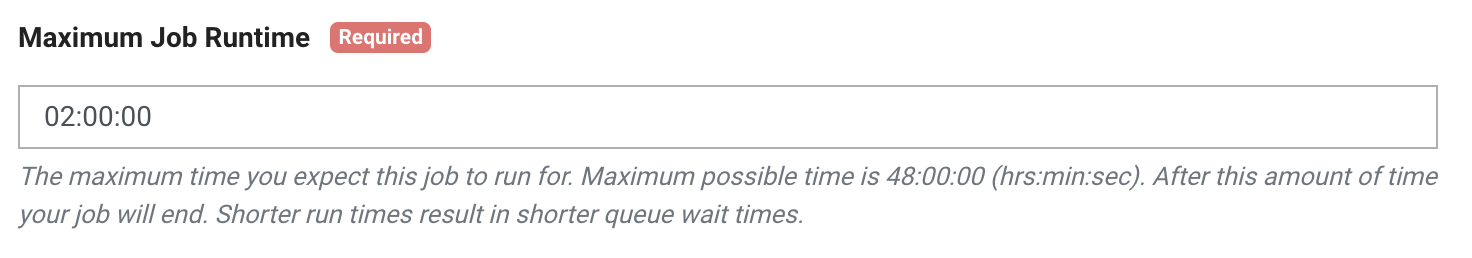 Maximum Job Runtime Required
02:00:00
The maximum time you expect this job to run for. Maximum possible time is 48:00:00 (hrs:min:sec). After this amount of time
your job will end. Shorter run times result in shorter queue wait times.